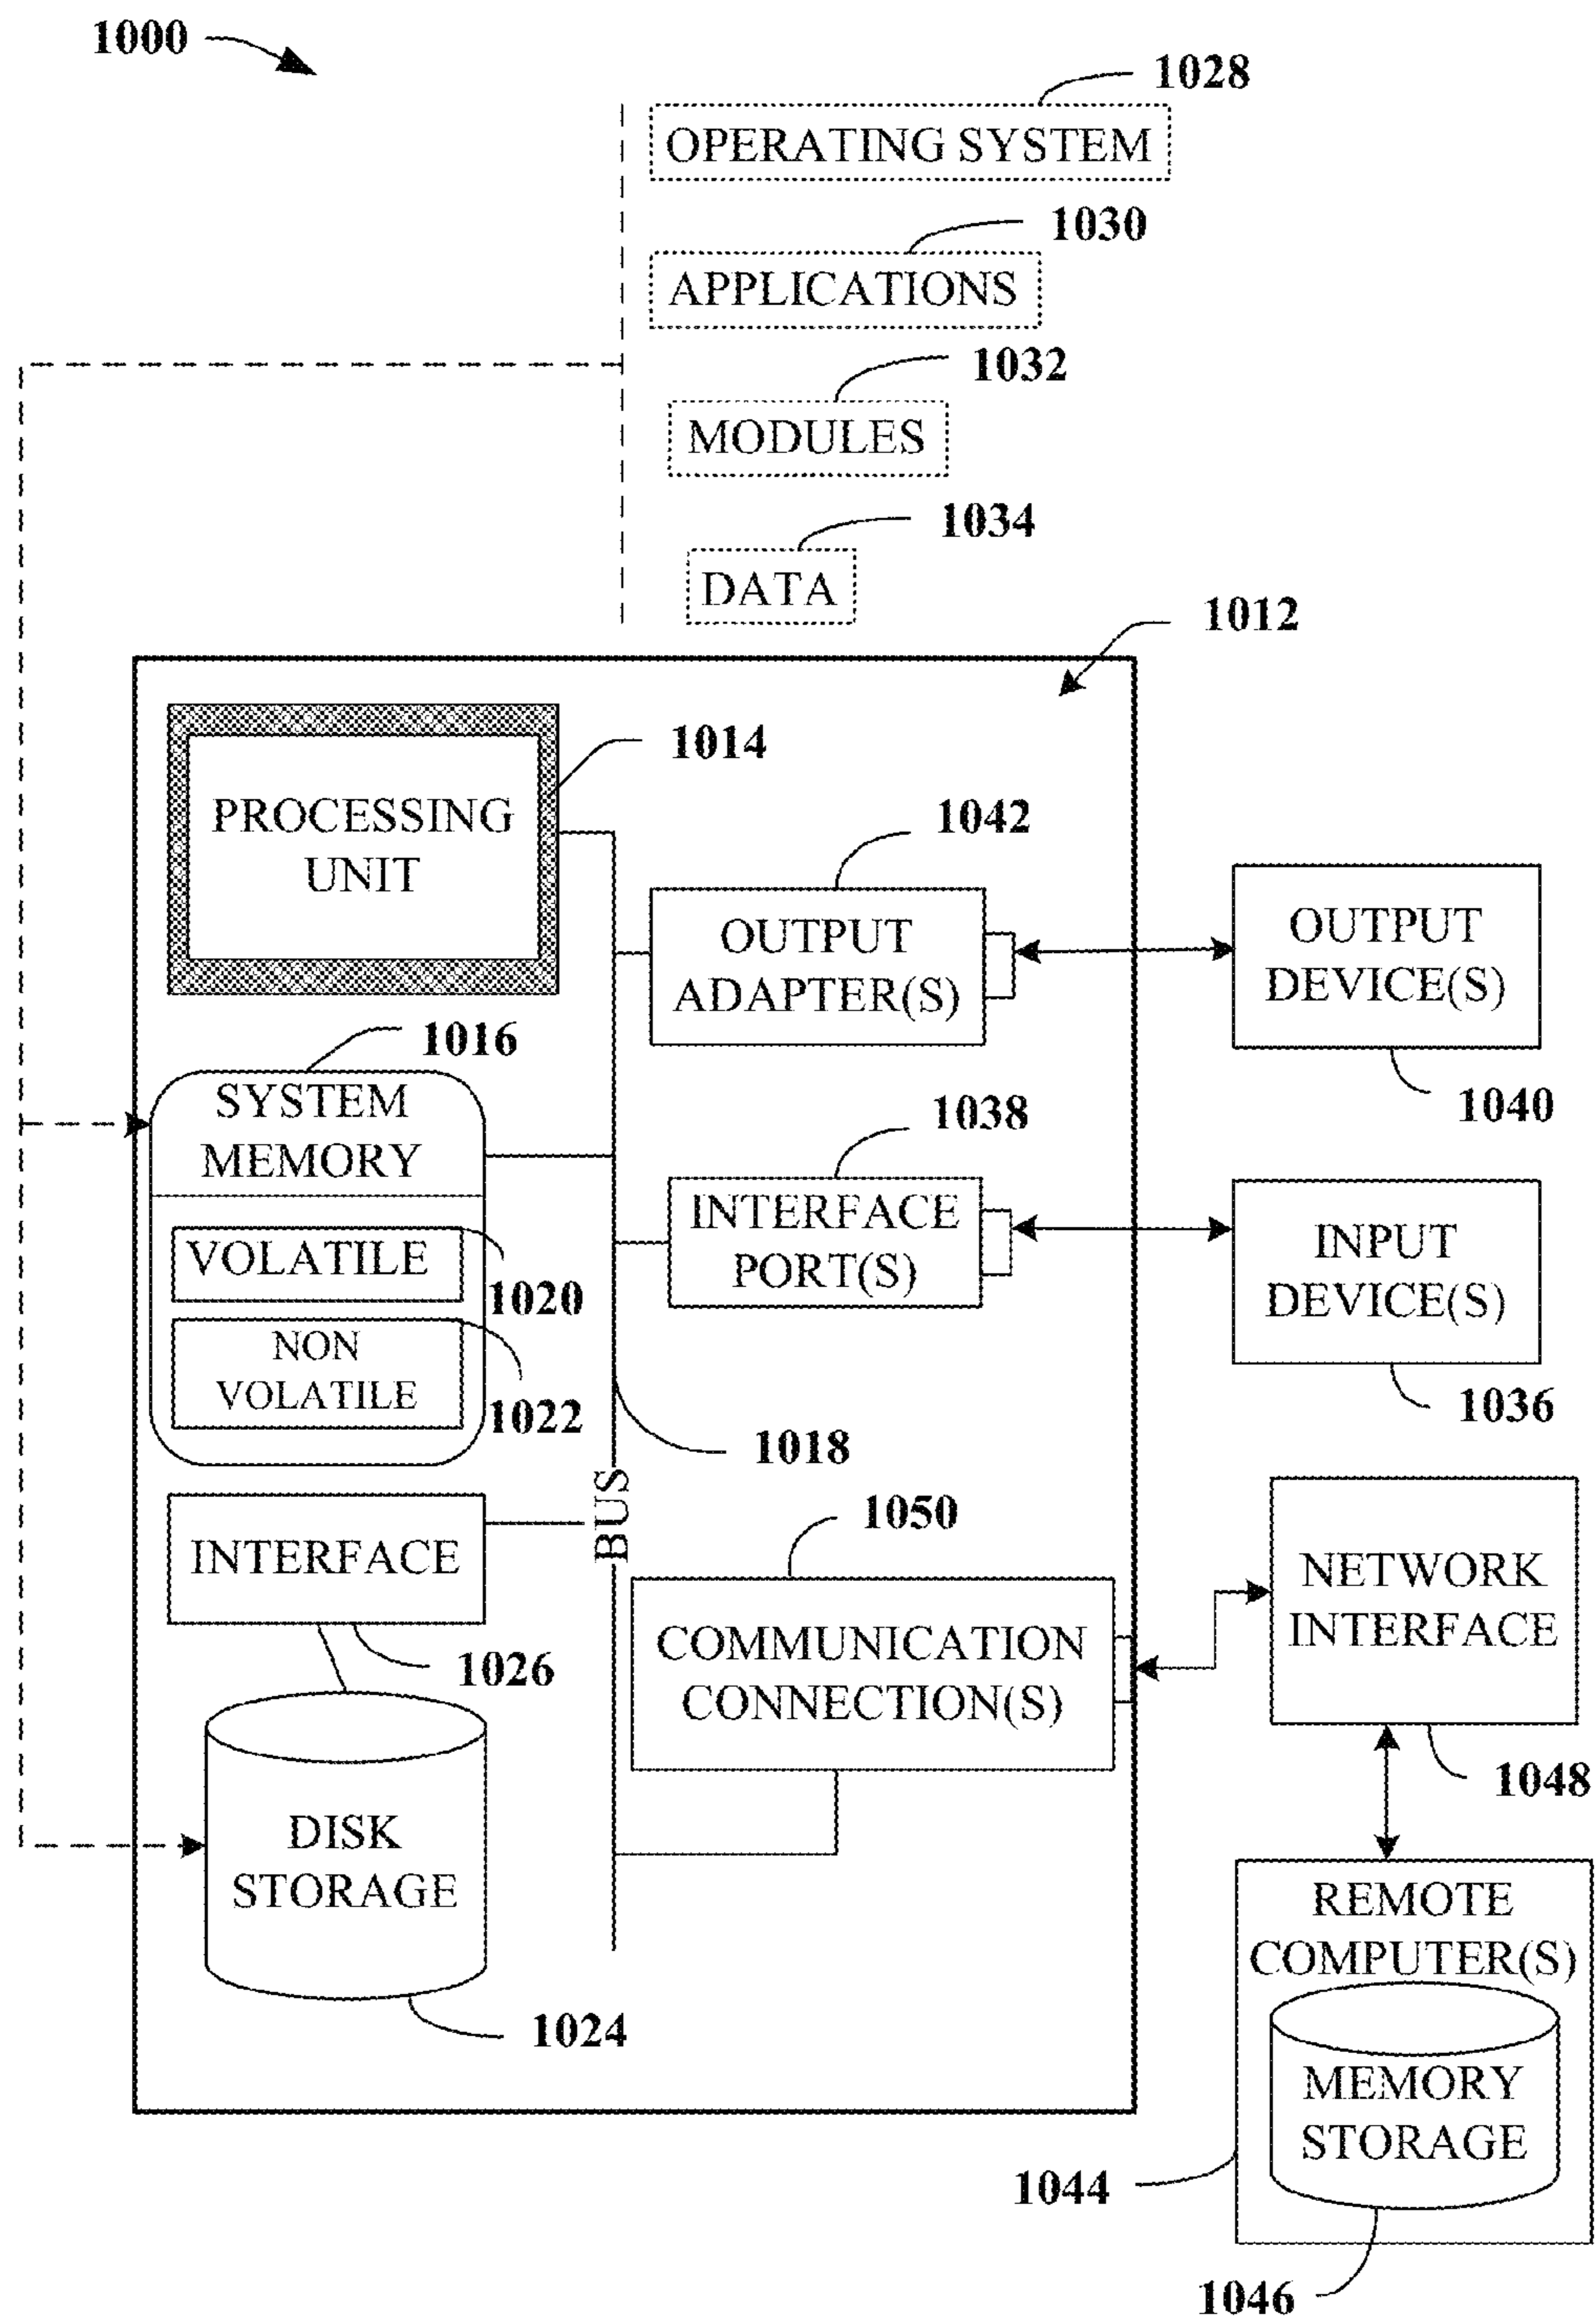 1000
1028
OPERATING SYSTEM
1030
APPLICATIONS
1032
MODULES
1034
DATA
1012
PROCESSING
UNIT
1014
1042
OUTPUT
ADAPTER(S)
OUTPUT
DEVICE(S)
1040
1016
SYSTEM
MEMORY
VOLATILE
1020
NON
VOLATILE
1022
1038
INTERFACE
PORT(S)
INPUT
DEVICE(S)
1036
1018
BUS
INTERFACE
1026
1050
COMMUNICATION
CONNECTION(S)
NETWORK
INTERFACE
1048
DISK
STORAGE
1024
REMOTE
COMPUTER(S)
MEMORY
STORAGE
1044
1046